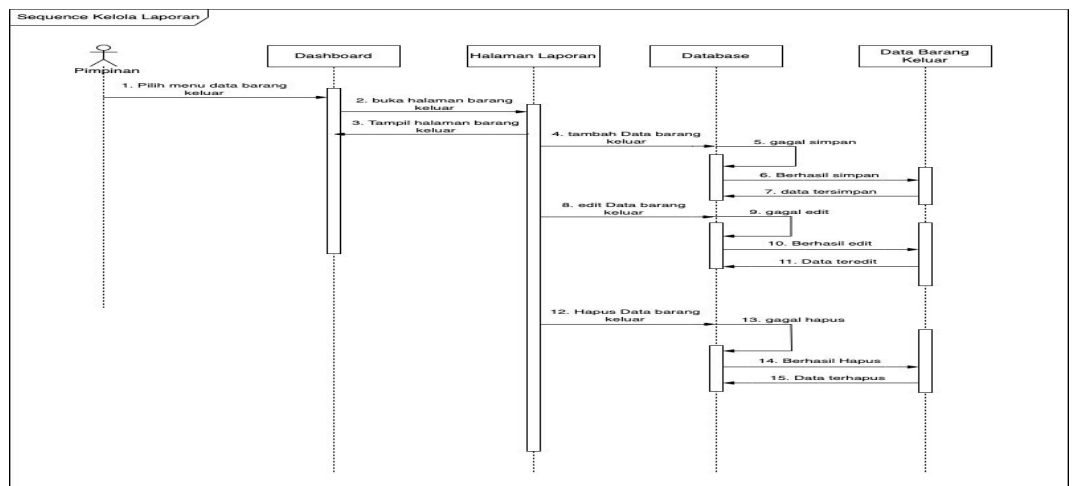 Sequence Kelola Laporan
Pimpinan
Dashboard
Halaman Laporan
Database
Data Barang
Keluar
1. Pilih menu data barang
keluar
2. buka halaman barang
keluar
3. Tampil halaman barang
keluar
4. tambah Data barang
keluar
5. gagal simpan
6. Berhasil simpan
7. data tersimpan
8. edit Data barang
keluar
9. gagal edit
10. Berhasil edit
11. Data teredit
12. Hapus Data barang
keluar
13. gagal hapus
14. Berhasil Hapus
15. Data terhapus